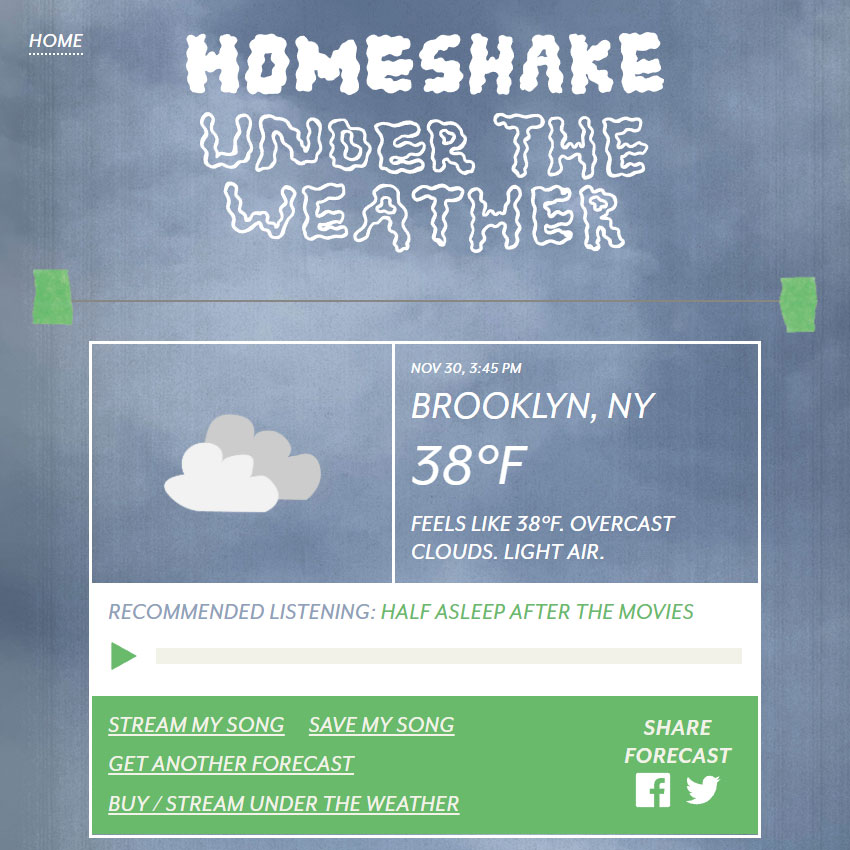 HOME
HOMESHAKE
UNDER THE
WEATHER
NOV 30, 3:45 PM
BROOKLYN, NY
38°F
FEELS LIKE 38°F. OVERCAST
CLOUDS. LIGHT AIR.
RECOMMENDED LISTENING: HALF ASLEEP AFTER THE MOVIES
STREAM MY SONG SAVE MY SONG
GET ANOTHER FORECAST
BUY / STREAM UNDER THE WEATHER
SHARE
FORECAST